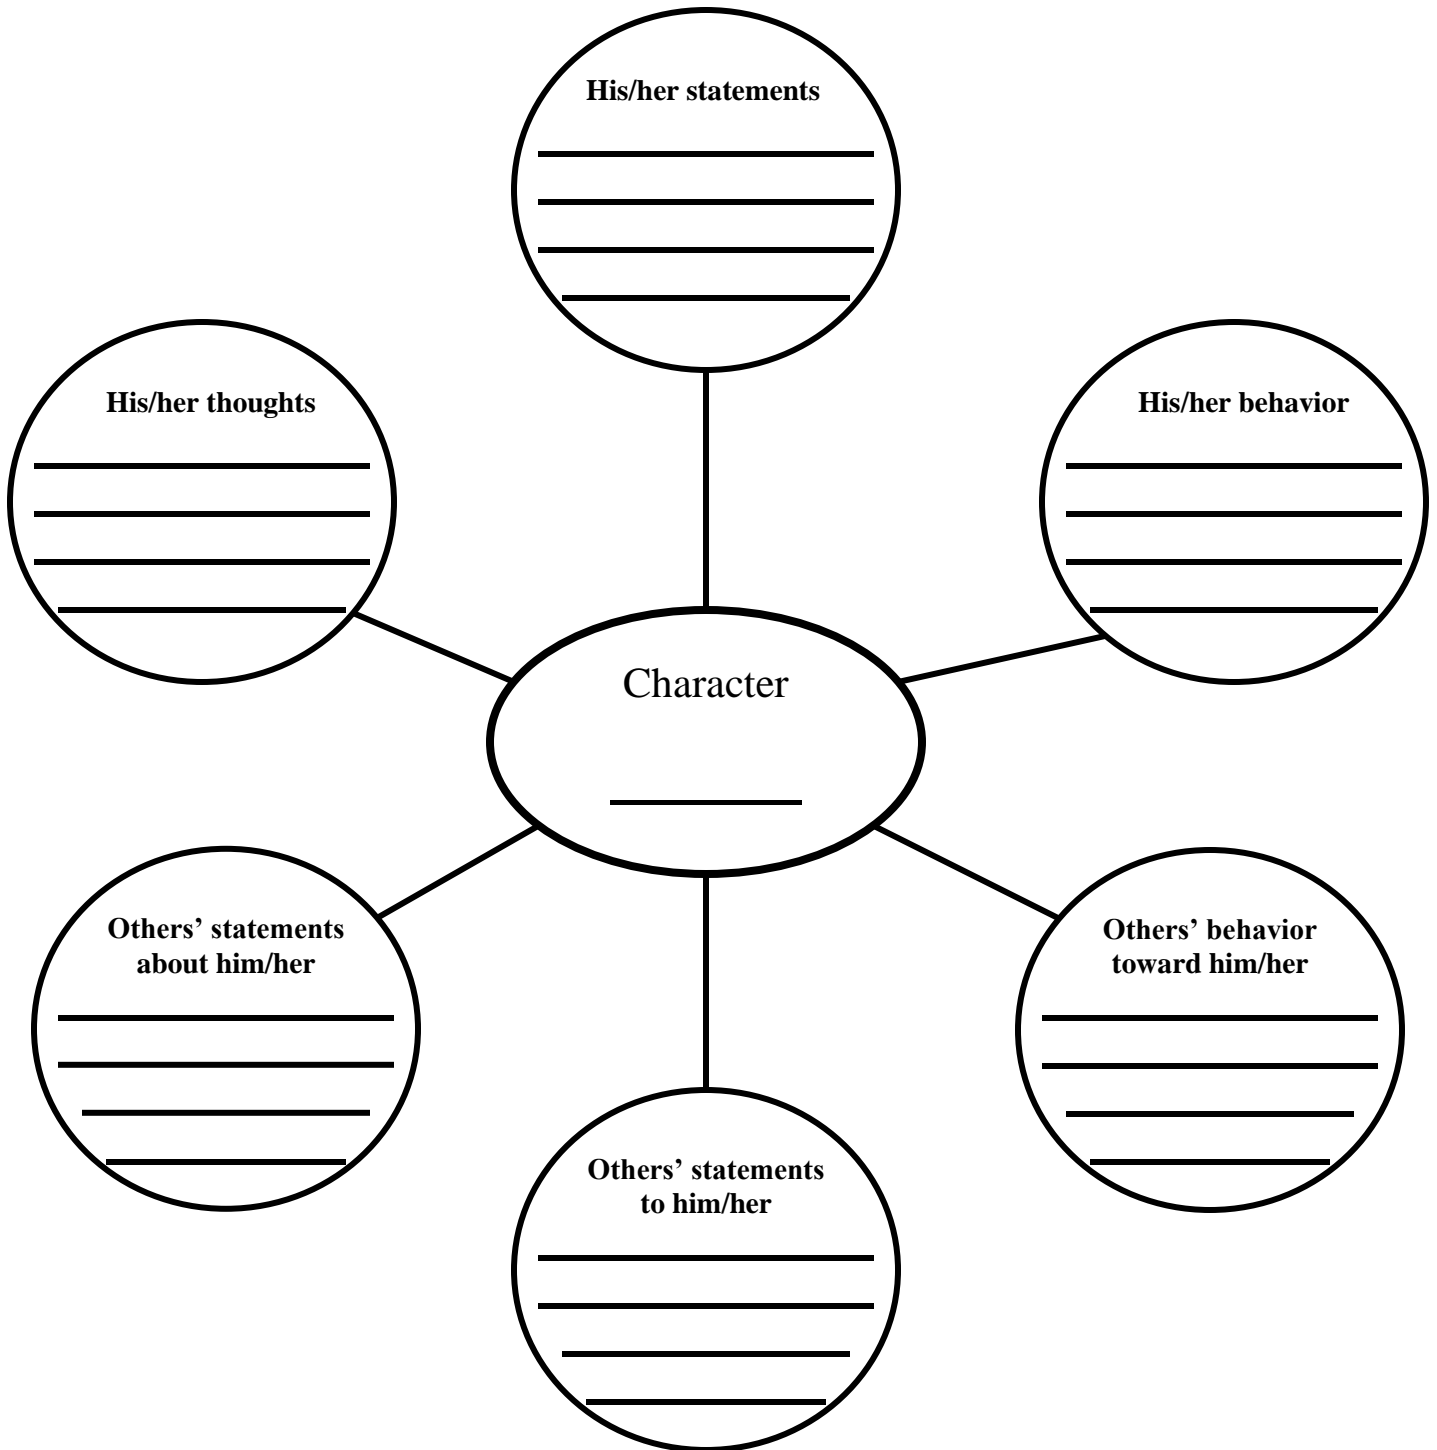 His/her statements
His/her thoughts
His/her behavior
Character
Others’ statements
about him/her
Others’ behavior
toward him/her
Others’ statements
to him/her